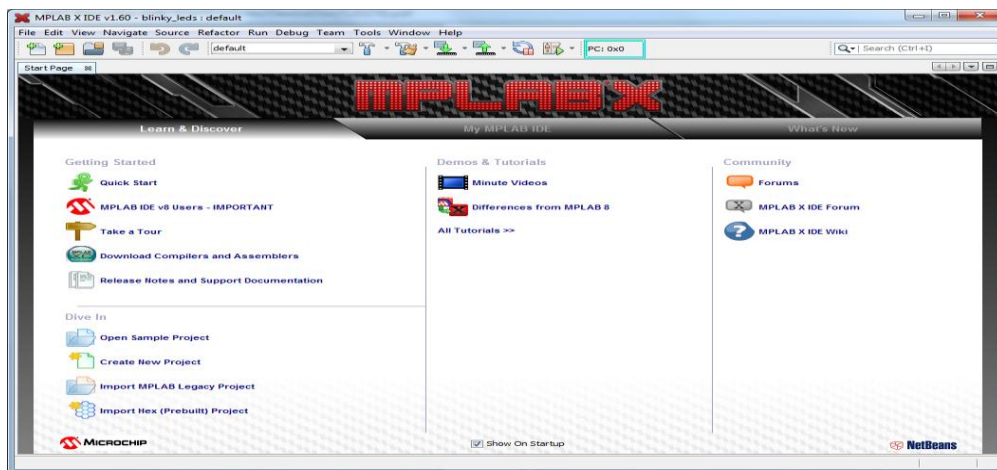 MPLAB X IDE v1.60 - blinky_leds : default
File Edit View Navigate Source Refactor Run Debug Team Tools Window Help
default
PC: 0x0
Search (Ctrl+I)
Start Page
MPLABX
Learn & Discover
My MPLAB IDE
What's New
Getting Started
Quick Start
MPLAB IDE v8 Users - IMPORTANT
Take a Tour
Download Compilers and Assemblers
Release Notes and Support Documentation
Dive In
Open Sample Project
Create New Project
Import MPLAB Legacy Project
Import Hex (Prebuilt) Project
Demos & Tutorials
Minute Videos
Differences from MPLAB 8
All Tutorials >>
Community
Forums
MPLAB X IDE Forum
MPLAB X IDE Wiki
MICROCHIP
Show On Startup
NetBeans